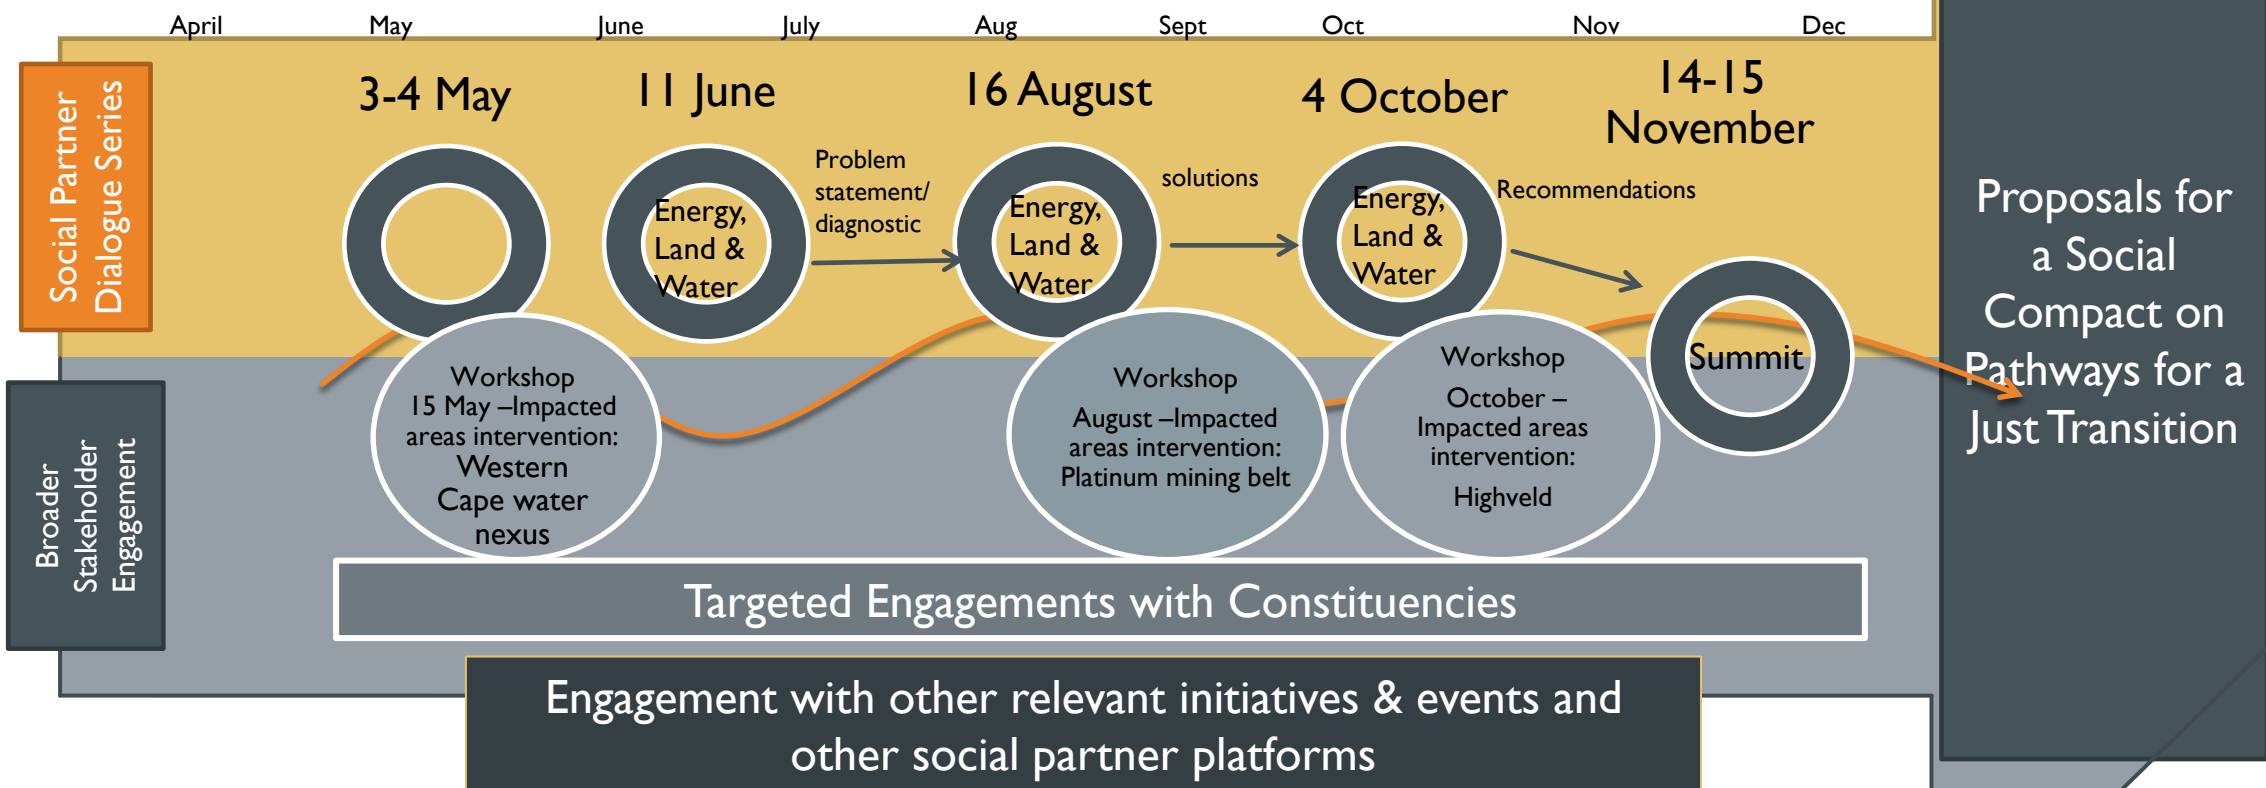 April May June July Aug Sept Oct Nov Dec
Social Partner
Dialogue Series
3-4 May
11 June
16 August
4 October
14-15
November
Energy,
Land &
Water
Problem
statement/
diagnostic
Energy,
Land &
Water
solutions
Energy,
Land &
Water
Recommendations
Summit
Broader
Stakeholder
Engagement
Workshop
15 May –Impacted
areas intervention:
Western
Cape water
nexus
Workshop
August –Impacted
areas intervention:
Platinum mining belt
Workshop
October –
Impacted areas
intervention:
Highveld
Targeted Engagements with Constituencies
Engagement with other relevant initiatives & events and
other social partner platforms
Proposals for
a Social
Compact on
Pathways for a
Just Transition